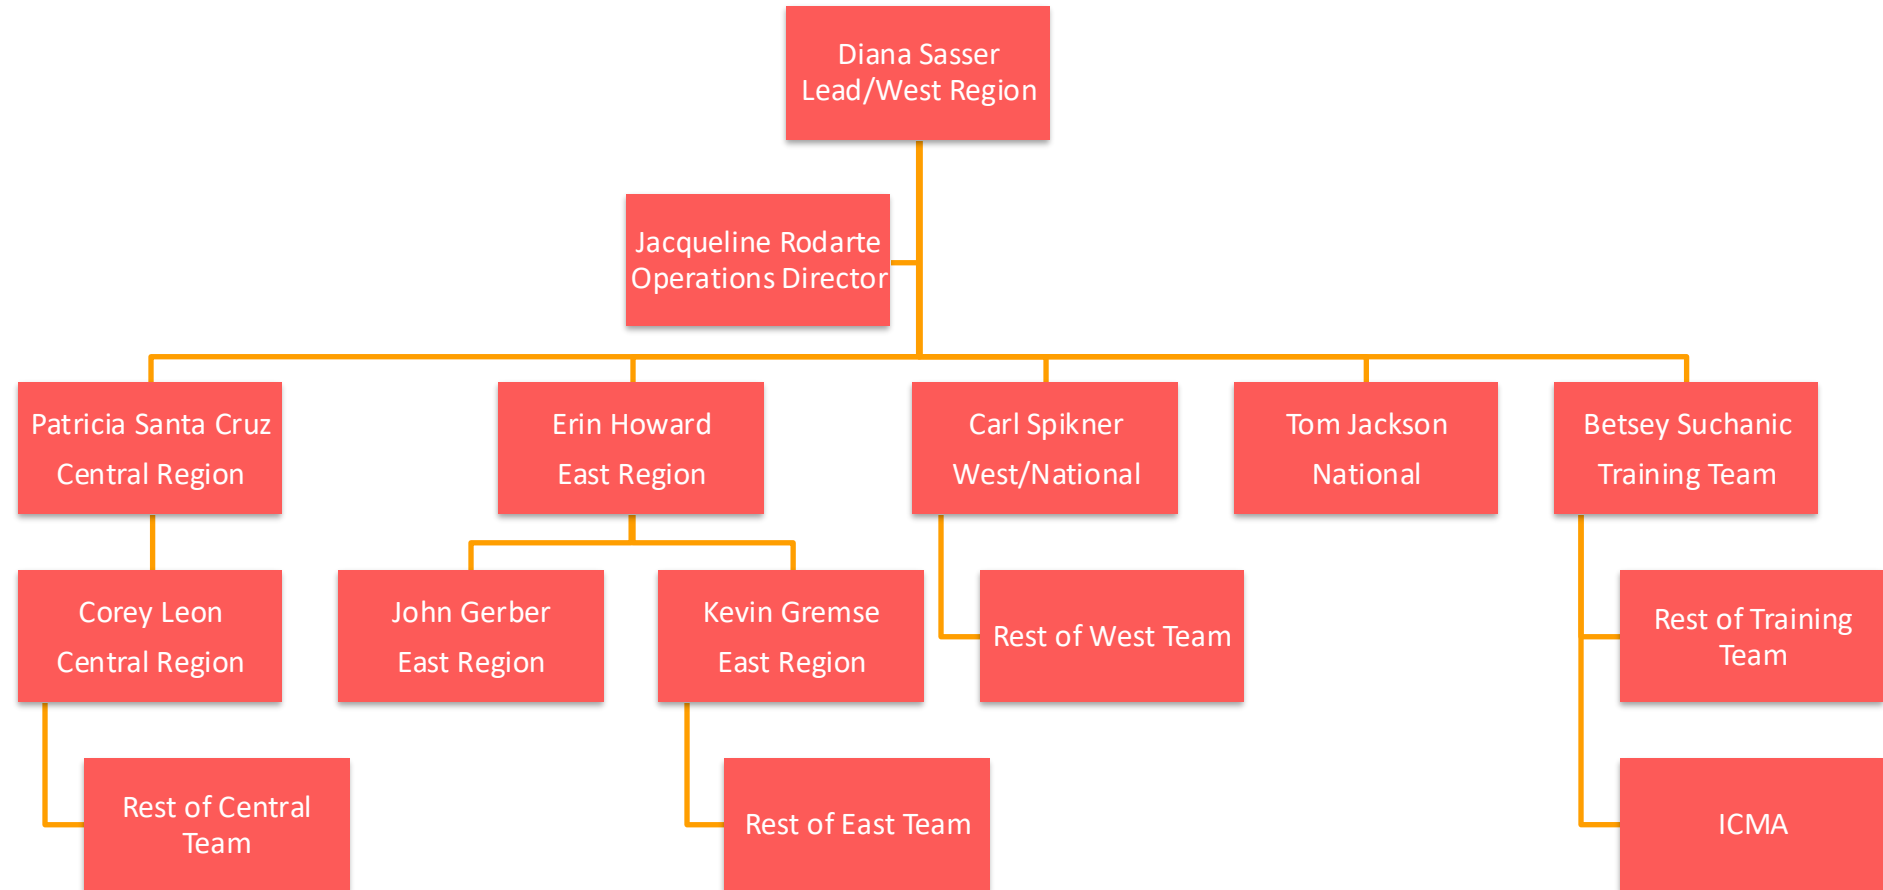 Diana Sasser
Lead/West Region
Jacqueline Rodarte
Operations Director
Patricia Santa Cruz
Central Region
Erin Howard
East Region
Carl Spikner
West/National
Tom Jackson
National
Betsey Suchanic
Training Team
Corey Leon
Central Region
John Gerber
East Region
Kevin Gremse
East Region
Rest of West Team
Rest of Training
Team
Rest of Central
Team
Rest of East Team
ICMA